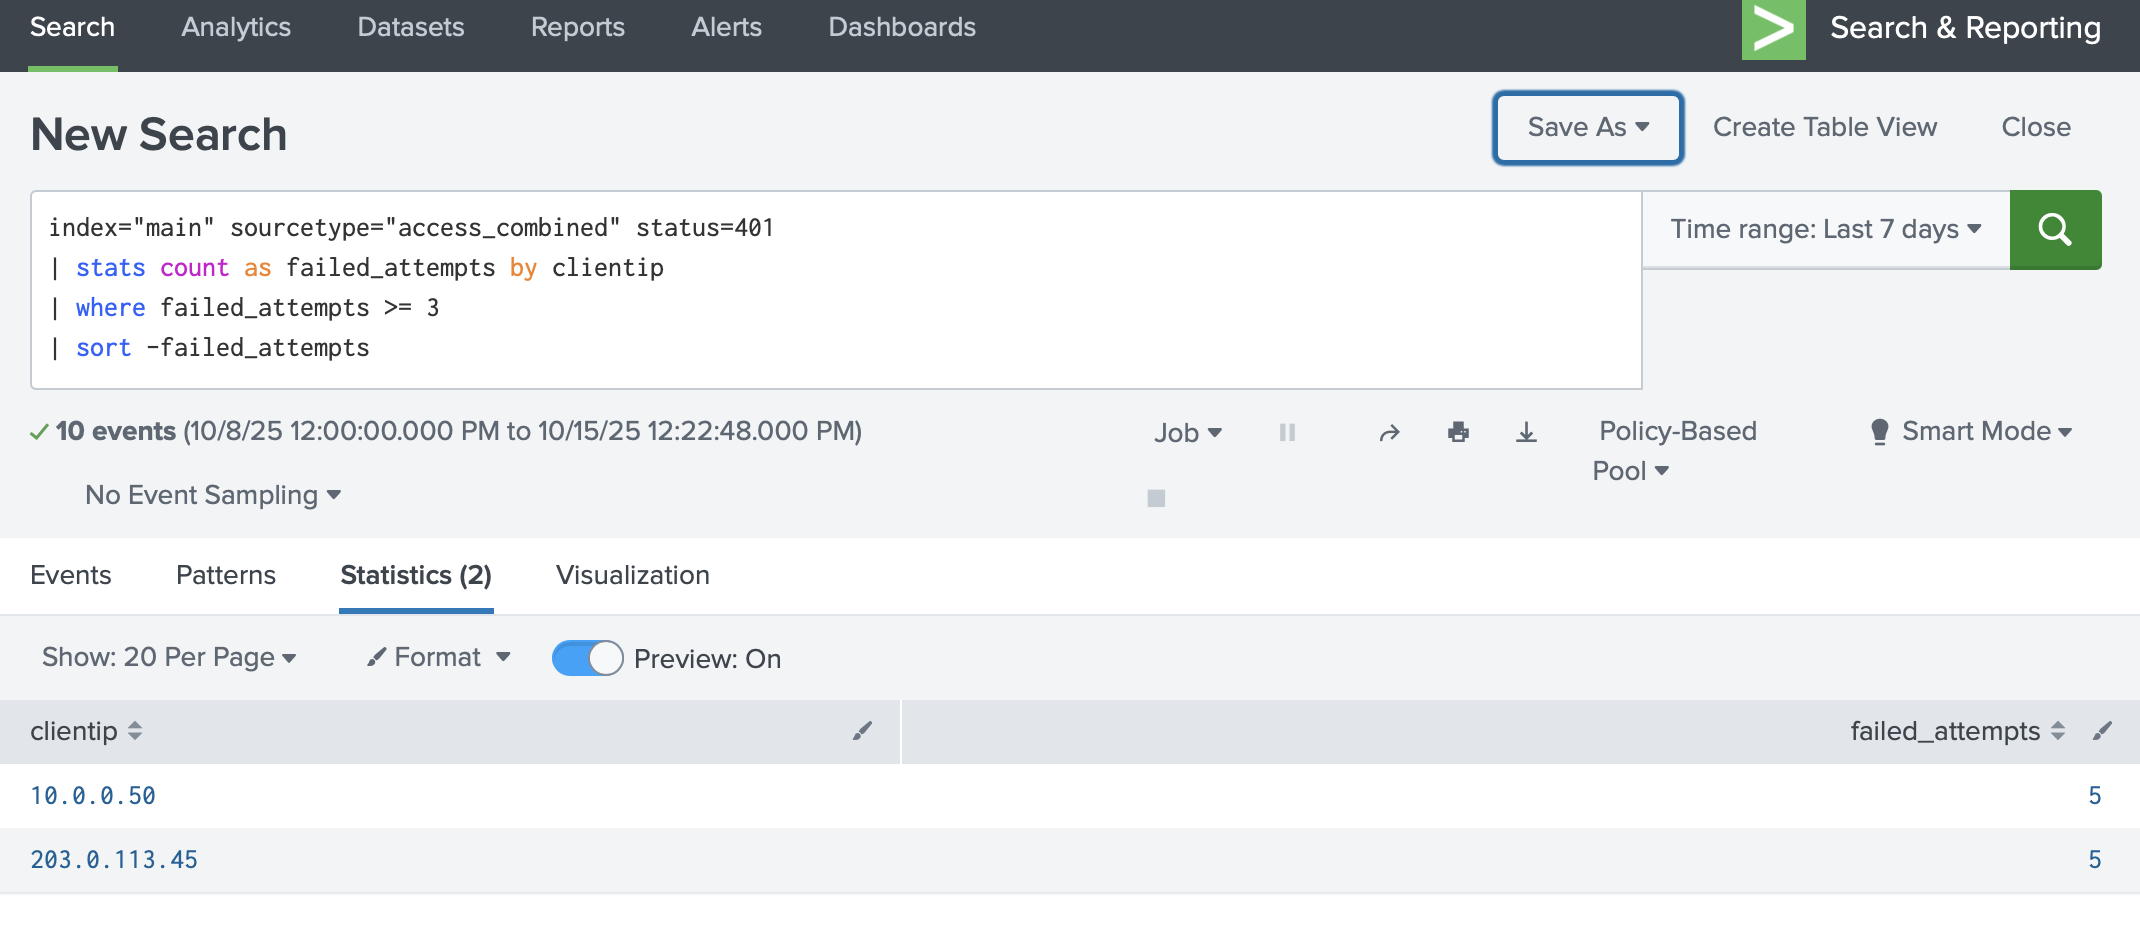 Search Analytics Datasets Reports Alerts Dashboards Search & Reporting
New Search Save As Create Table View Close
index="main" sourcetype="access_combined" status=401 Time range: Last 7 days
| stats count as failed_attempts by clientip
| where failed_attempts >= 3
| sort -failed_attempts
10 events (10/8/25 12:00:00.000 PM to 10/15/25 12:22:48.000 PM) Job Policy-Based Smart Mode
Pool
No Event Sampling
Events Patterns Statistics (2) Visualization
Show: 20 Per Page Format Preview: On
clientip failed_attempts
10.0.0.50 5
203.0.113.45 5